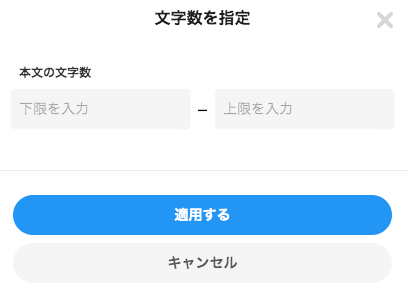 文字数を指定
本文の文字数
下限を入力 – 上限を入力
適用する
キャンセル